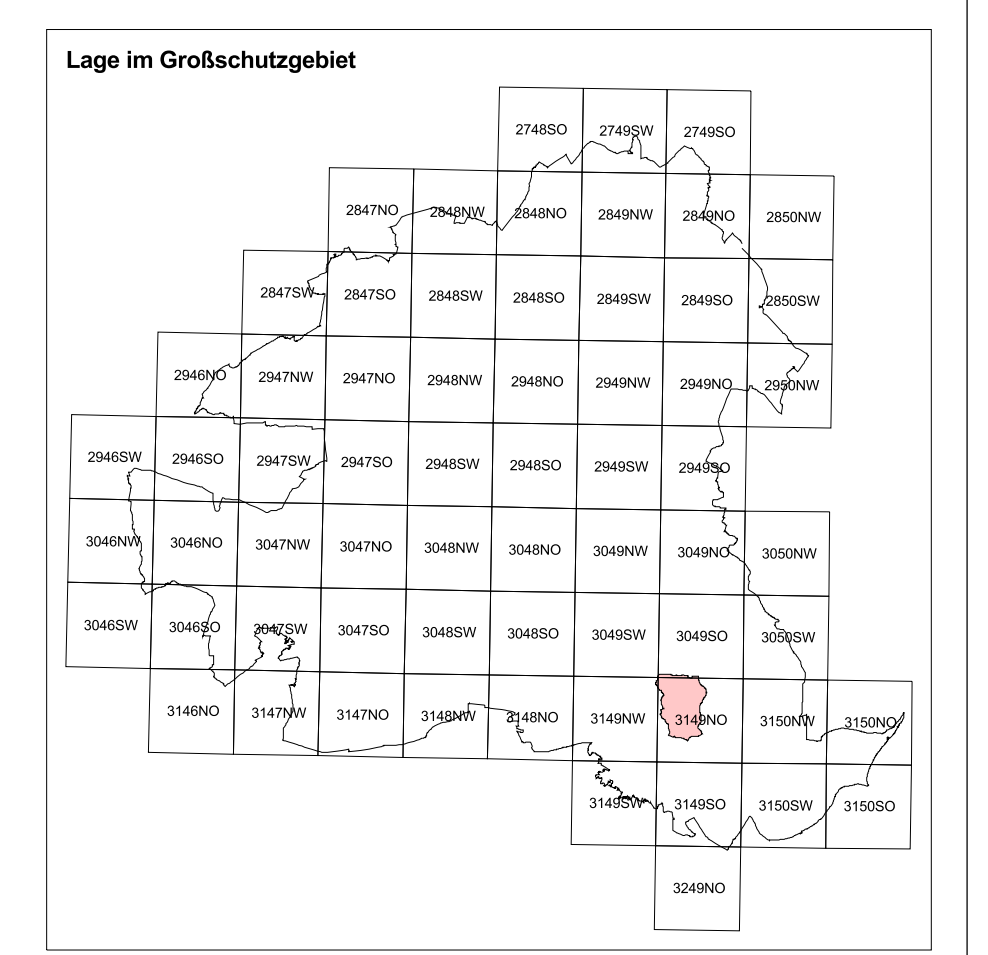 Lage im Großschutzgebiet
2748SO 2749SW 2749SO
2847NO 2848NW 2848NO 2849NW 2849NO 2850NW
2847SW 2847SO 2848SW 2848SO 2849SW 2849SO 2850SW
2946NO 2947NW 2947NO 2948NW 2948NO 2949NW 2949NO 2950NW
2946SW 2946SO 2947SW 2947SO 2948SW 2948SO 2949SW 2949SO
3046NW 3046NO 3047NW 3047NO 3048NW 3048NO 3049NW 3049NO 3050NW
3046SW 3046SO 3047SW 3047SO 3048SW 3048SO 3049SW 3049SO 3050SW
3146NO 3147NW 3147NO 3148NW 3148NO 3149NW 3149NO 3150NW 3150NO
3149SW 3149SO 3150SW 3150SO
3249NO